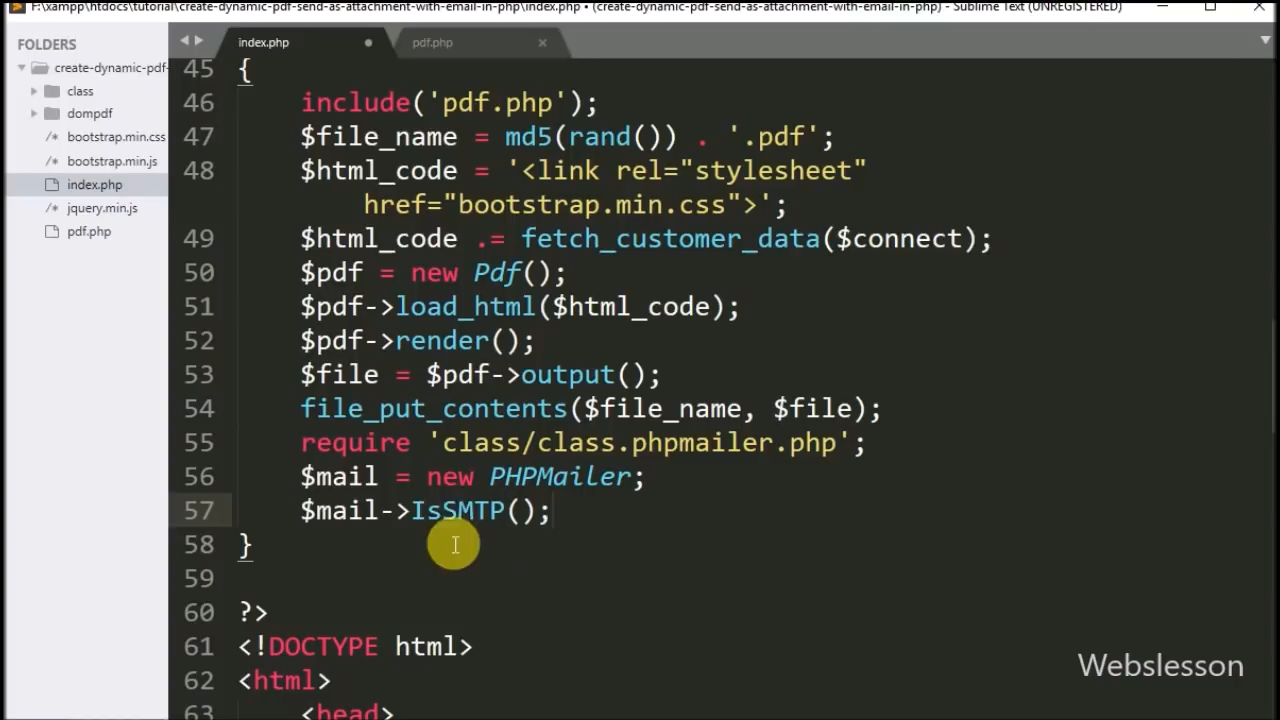 F:\xampp\htdocs\tutorial\create-dynamic-pdf-send-as-attachment-with-email-in-php\index.php • (create-dynamic-pdf-send-as-attachment-with-email-in-php) - Sublime Text (UNREGISTERED)
FOLDERS
create-dynamic-pdf-
class
dompdf
/* bootstrap.min.css
/* bootstrap.min.js
index.php
/* jquery.min.js
pdf.php
index.php
pdf.php
45 {
46 include('pdf.php');
47 $file_name = md5(rand()) . '.pdf';
48 $html_code = '<link rel="stylesheet"
href="bootstrap.min.css">';
49 $html_code .= fetch_customer_data($connect);
50 $pdf = new Pdf();
51 $pdf->load_html($html_code);
52 $pdf->render();
53 $file = $pdf->output();
54 file_put_contents($file_name, $file);
55 require 'class/class.phpmailer.php';
56 $mail = new PHPMailer;
57 $mail->IsSMTP();
58 }
59
60 ?>
61 <!DOCTYPE html>
62 <html>
63 <head>
Webslesson